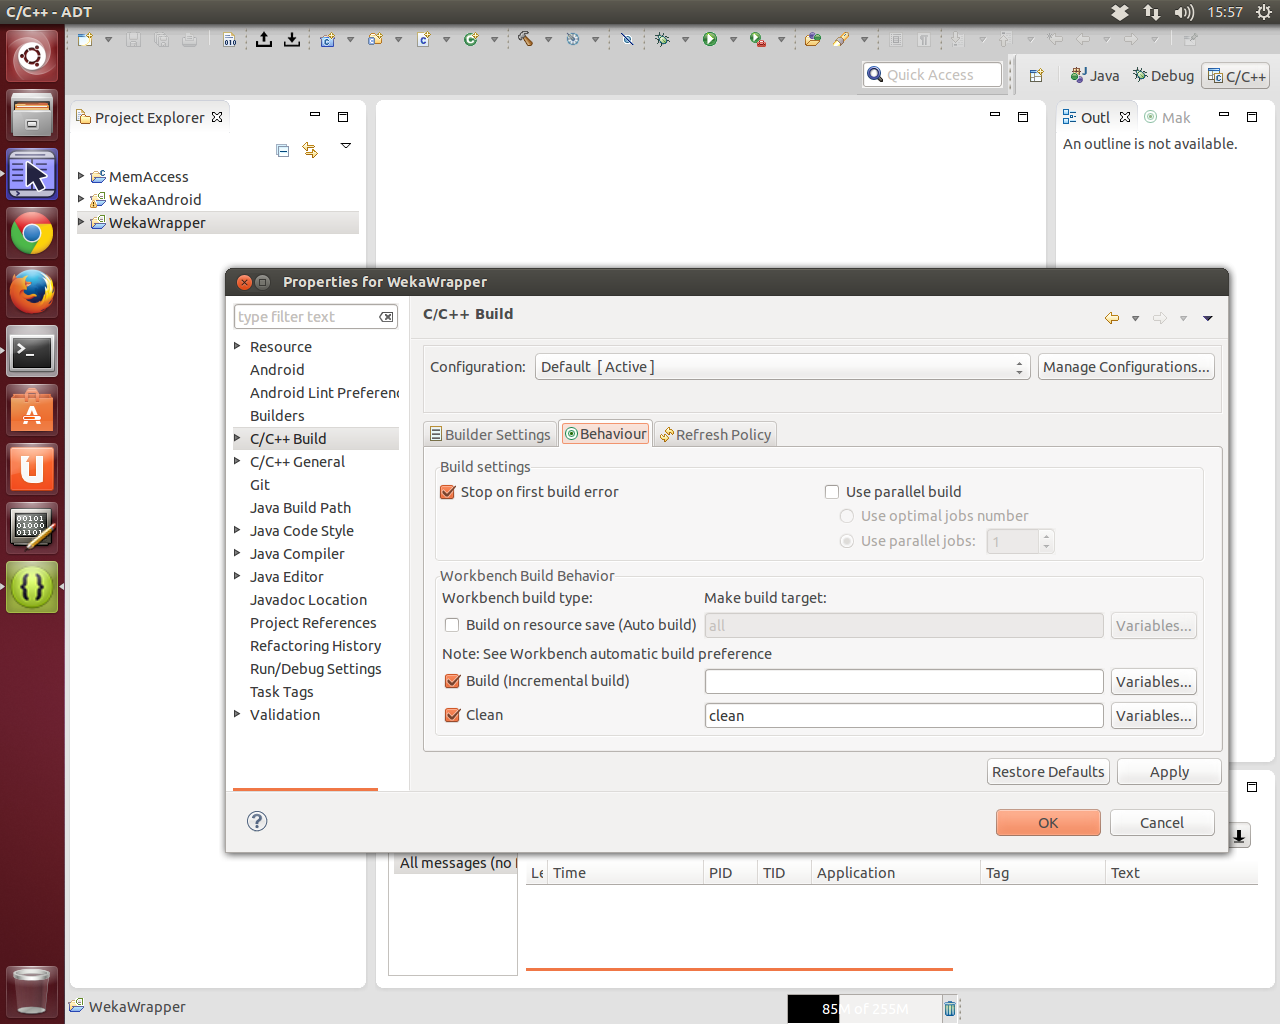 C/C++ - ADT
15:57
Quick Access
Java
Debug
C/C++
Project Explorer
Outl
Mak
An outline is not available.
MemAccess
WekaAndroid
WekaWrapper
Properties for WekaWrapper
type filter text
C/C++ Build
Resource
Android
Android Lint Preferen
Builders
C/C++ Build
C/C++ General
Git
Java Build Path
Java Code Style
Java Compiler
Java Editor
Javadoc Location
Project References
Refactoring History
Run/Debug Settings
Task Tags
Validation
Configuration:
Default [ Active ]
Manage Configurations...
Builder Settings
Behaviour
Refresh Policy
Build settings
Stop on first build error
Use parallel build
Use optimal jobs number
Use parallel jobs:
1
Workbench Build Behavior
Workbench build type:
Make build target:
Build on resource save (Auto build)
all
Variables...
Note: See Workbench automatic build preference
Build (Incremental build)
Variables...
Clean
clean
Variables...
Restore Defaults
Apply
OK
Cancel
All messages (no
Time
PID
TID
Application
Tag
Text
WekaWrapper
85M of 255M